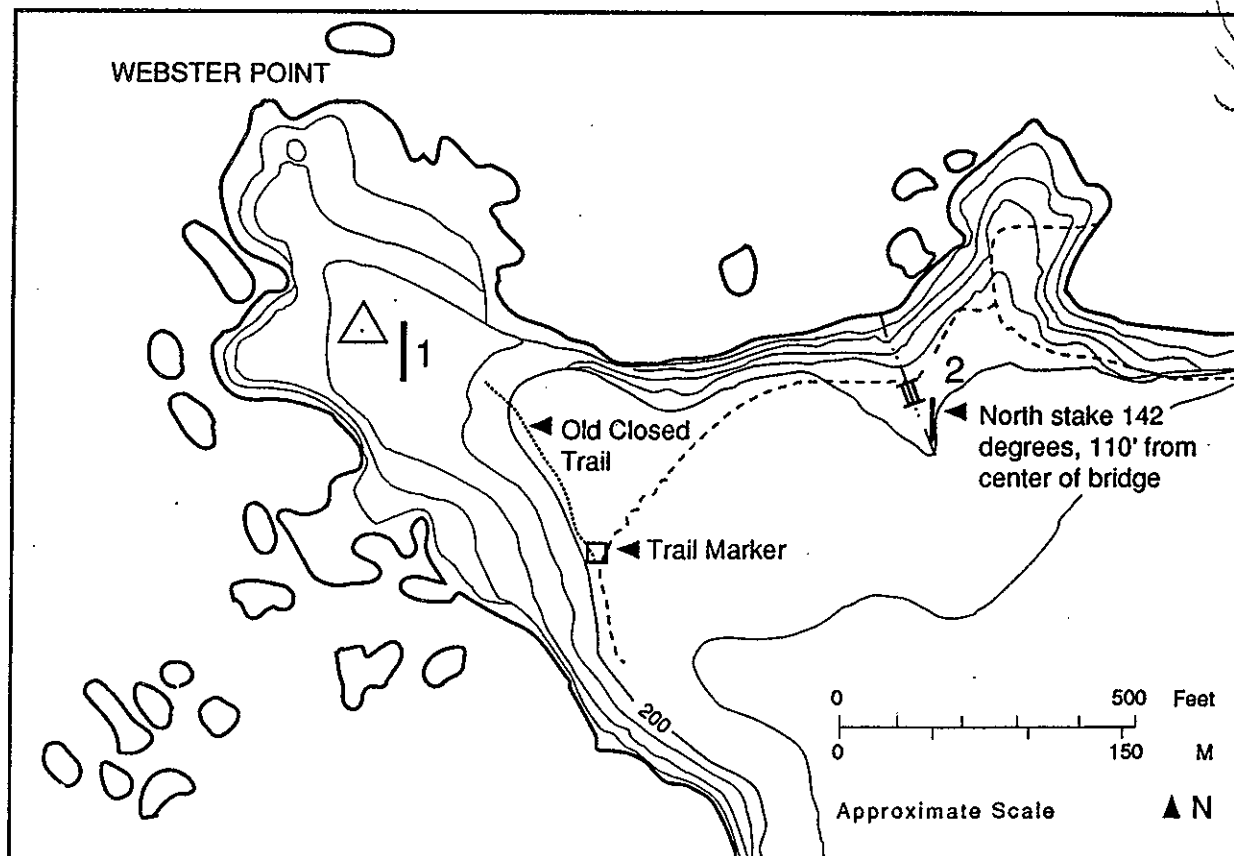 WEBSTER POINT
1
2
North stake 142
degrees, 110' from
center of bridge
Old Closed
Trail
Trail Marker
200
0 500 Feet
0 150 M
Approximate Scale
N